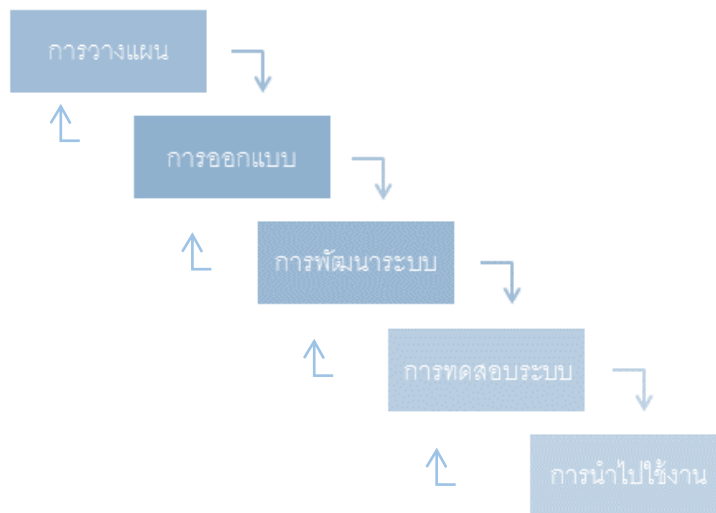 การวางแผน
การออกแบบ
การพัฒนาระบบ
การทดสอบระบบ
การนำไปใช้งาน